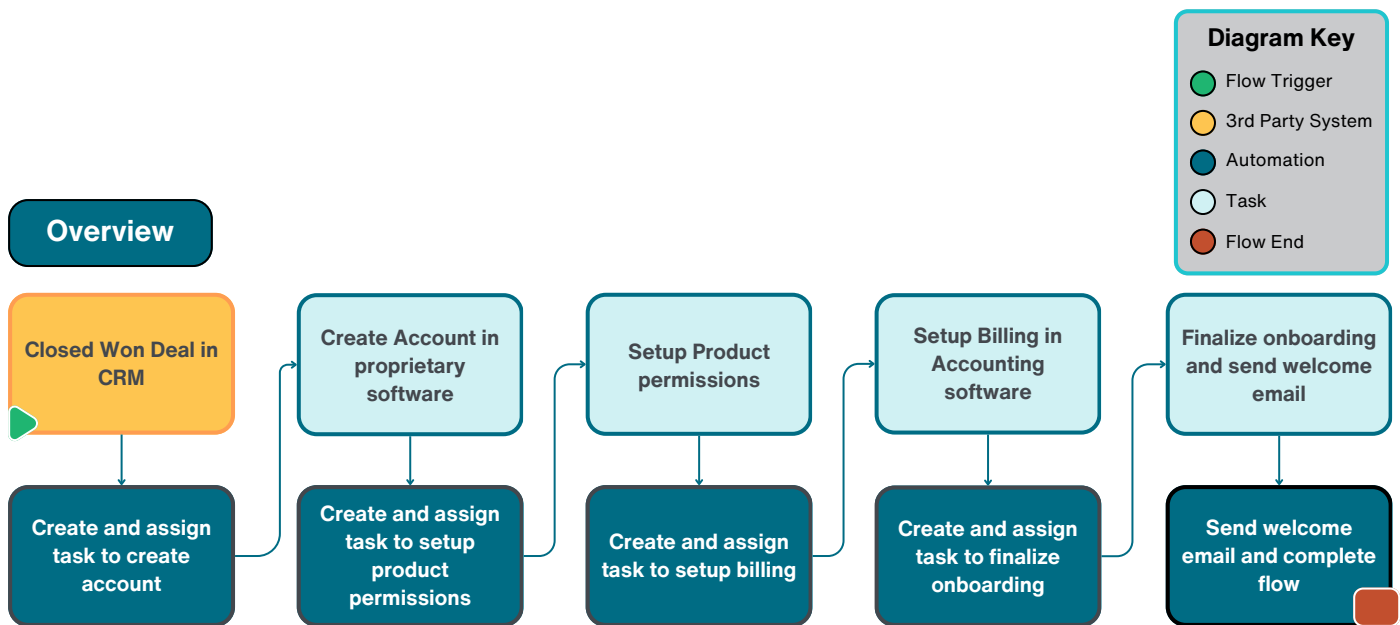 Diagram Key
Flow Trigger
3rd Party System
Automation
Task
Flow End
Overview
Closed Won Deal in
CRM
Create Account in
proprietary
software
Setup Product
permissions
Setup Billing in
Accounting
software
Finalize onboarding
and send welcome
email
Create and assign
task to create
account
Create and assign
task to setup
product
permissions
Create and assign
task to setup billing
Create and assign
task to finalize
onboarding
Send welcome
email and complete
flow